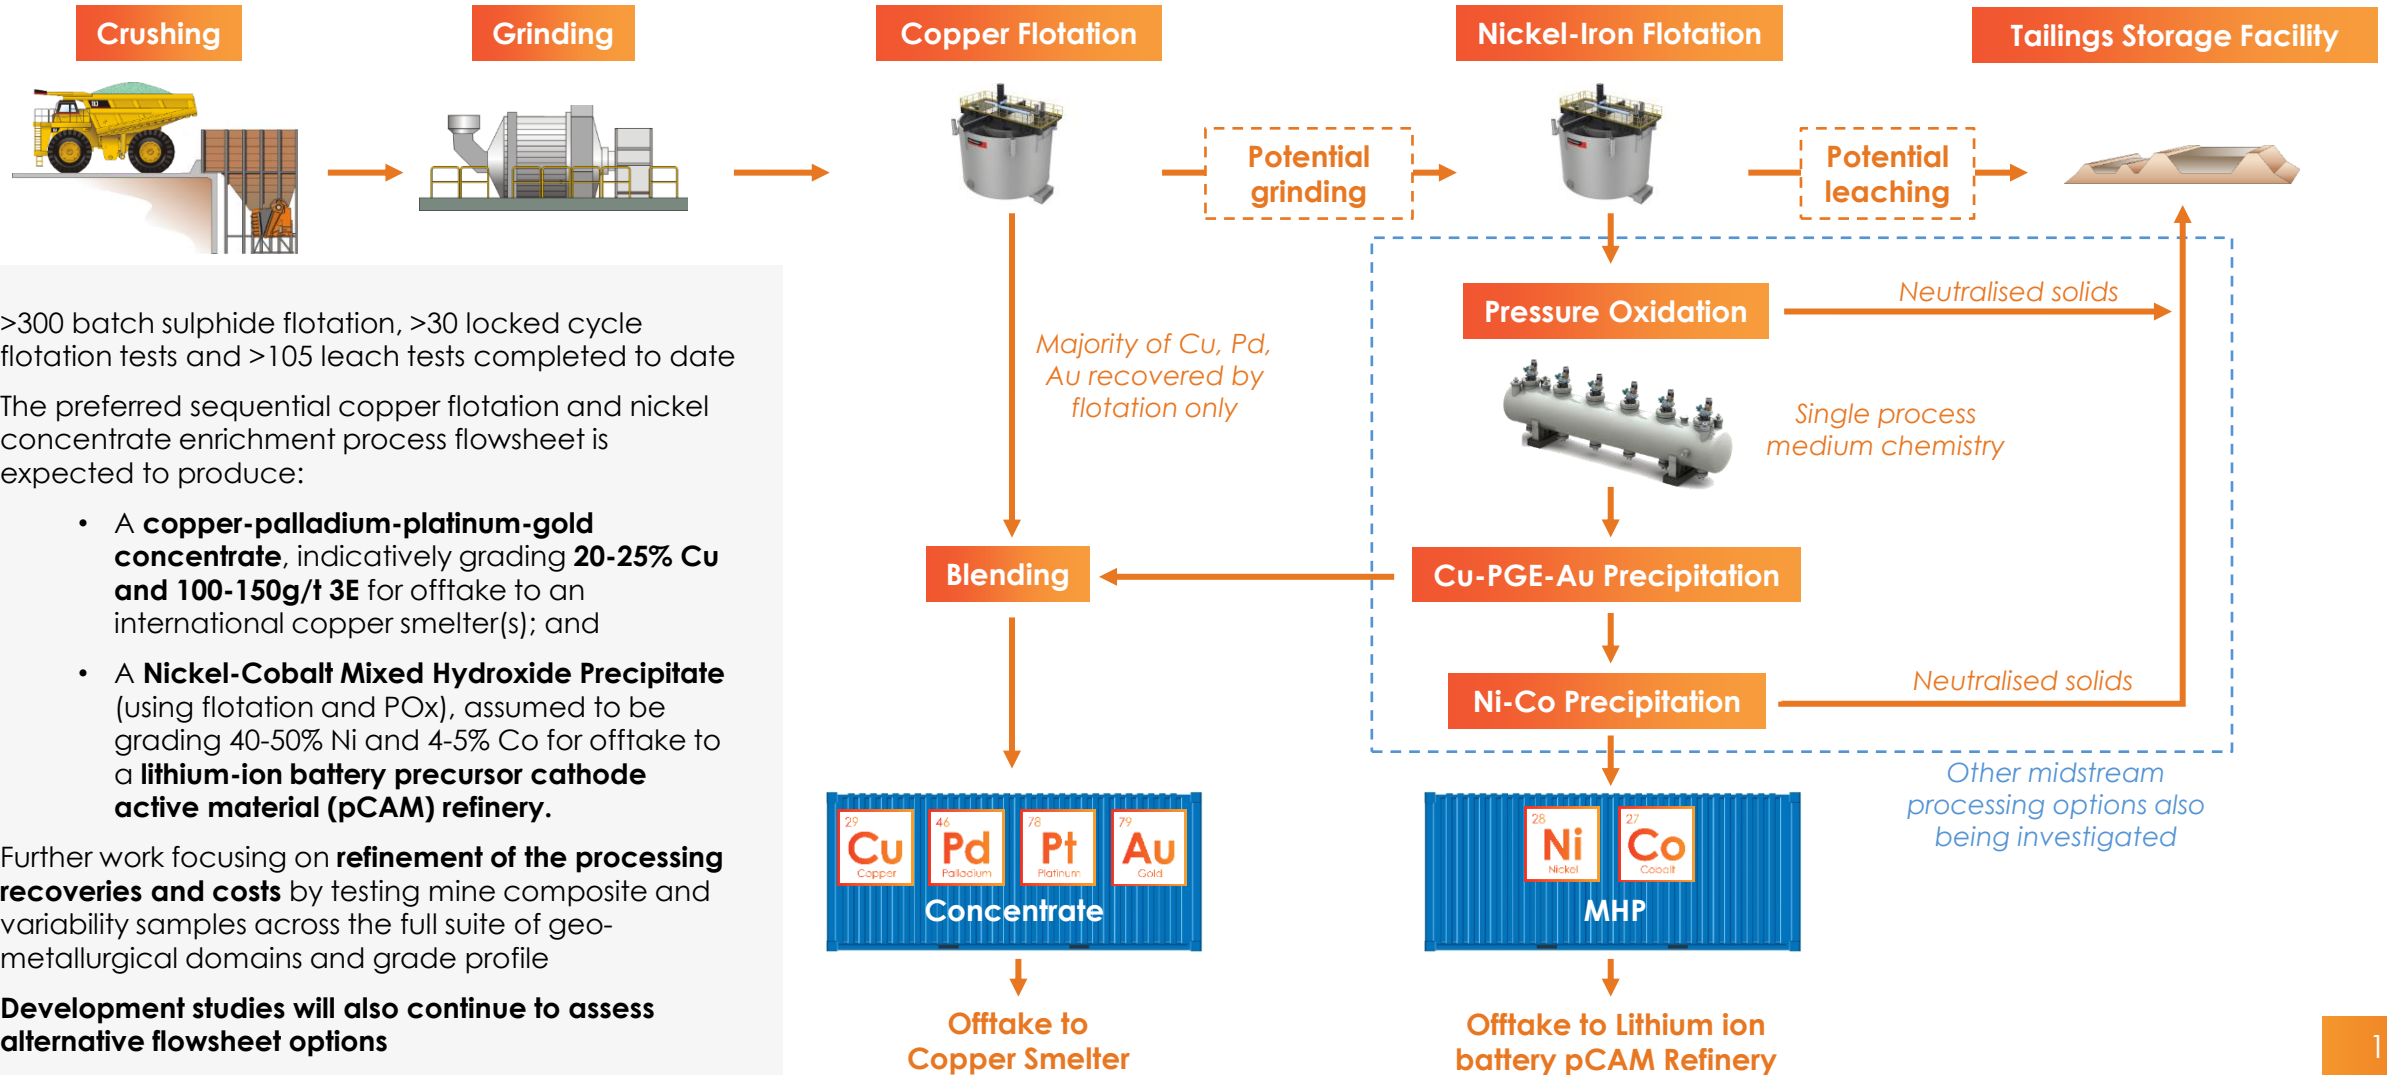 Crushing
Grinding
Copper Flotation
Nickel-Iron Flotation
Tailings Storage Facility
Potential
grinding
Potential
leaching
>300 batch sulphide flotation, >30 locked cycle
flotation tests and >105 leach tests completed to date
The preferred sequential copper flotation and nickel
concentrate enrichment process flowsheet is
expected to produce:
• A copper-palladium-platinum-gold
concentrate, indicatively grading 20-25% Cu
and 100-150g/t 3E for offtake to an
international copper smelter(s); and
• A Nickel-Cobalt Mixed Hydroxide Precipitate
(using flotation and POx), assumed to be
grading 40-50% Ni and 4-5% Co for offtake to
a lithium-ion battery precursor cathode
active material (pCAM) refinery.
Further work focusing on refinement of the processing
recoveries and costs by testing mine composite and
variability samples across the full suite of geo-
metallurgical domains and grade profile
Development studies will also continue to assess
alternative flowsheet options
Majority of Cu, Pd,
Au recovered by
flotation only
Pressure Oxidation
Neutralised solids
Single process
medium chemistry
Blending
Cu-PGE-Au Precipitation
Ni-Co Precipitation
Neutralised solids
Other midstream
processing options also
being investigated
29
Cu
Copper
46
Pd
Palladium
78
Pt
Platinum
79
Au
Gold
Concentrate
28
Ni
Nickel
27
Co
Cobalt
MHP
Offtake to
Copper Smelter
Offtake to Lithium ion
battery pCAM Refinery
1